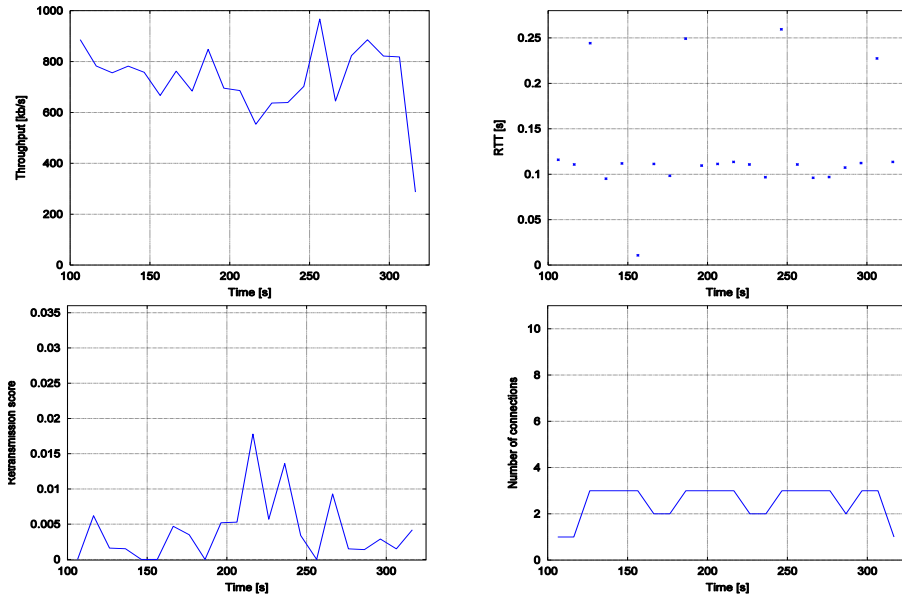 1000
800
600
400
200
0
Throughput [kb/s]
100 150 200 250 300
Time [s]
0.25
0.2
0.15
0.1
0.05
0
RTT [s]
100 150 200 250 300
Time [s]
0.035
0.03
0.025
0.02
0.015
0.01
0.005
0
Retransmission score
100 150 200 250 300
Time [s]
10
8
6
4
2
0
Number of connections
100 150 200 250 300
Time [s]